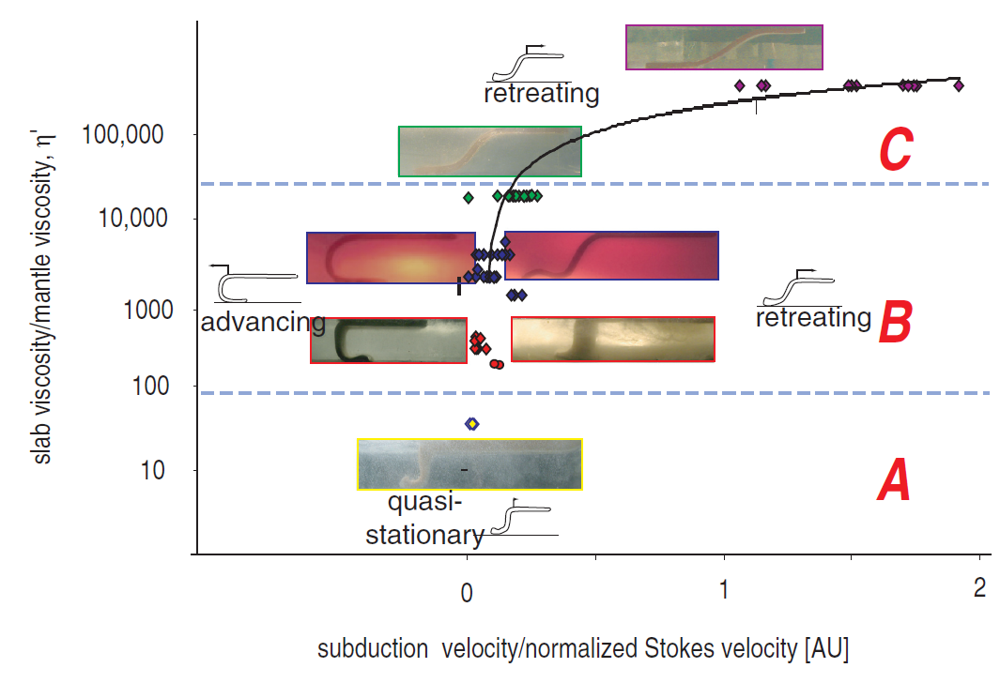 retreating
100,000
C
10,000
slab viscosity/mantle viscosity, η'
1000
advancing
retreating
B
100
10
A
quasi-
stationary
0
1
2
subduction velocity/normalized Stokes velocity [AU]